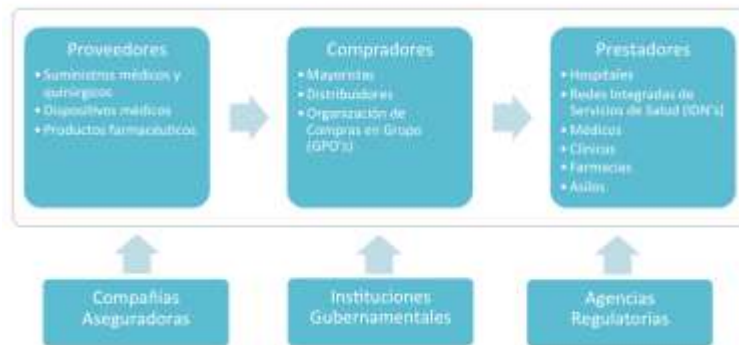 Proveedores
• Suministros médicos y
quirúrgicos
• Dispositivos médicos
• Productos farmacéuticos
Compradores
• Mayoristas
• Distribuidores
• Organización de
Compras en Grupo
(GPO's)
Prestadores
• Hospitales
• Redes Integradas de
Servicios de Salud (IDN's)
• Médicos
• Clínicas
• Farmacias
• Asilos
Compañías
Aseguradoras
Instituciones
Gubernamentales
Agencias
Regulatorias